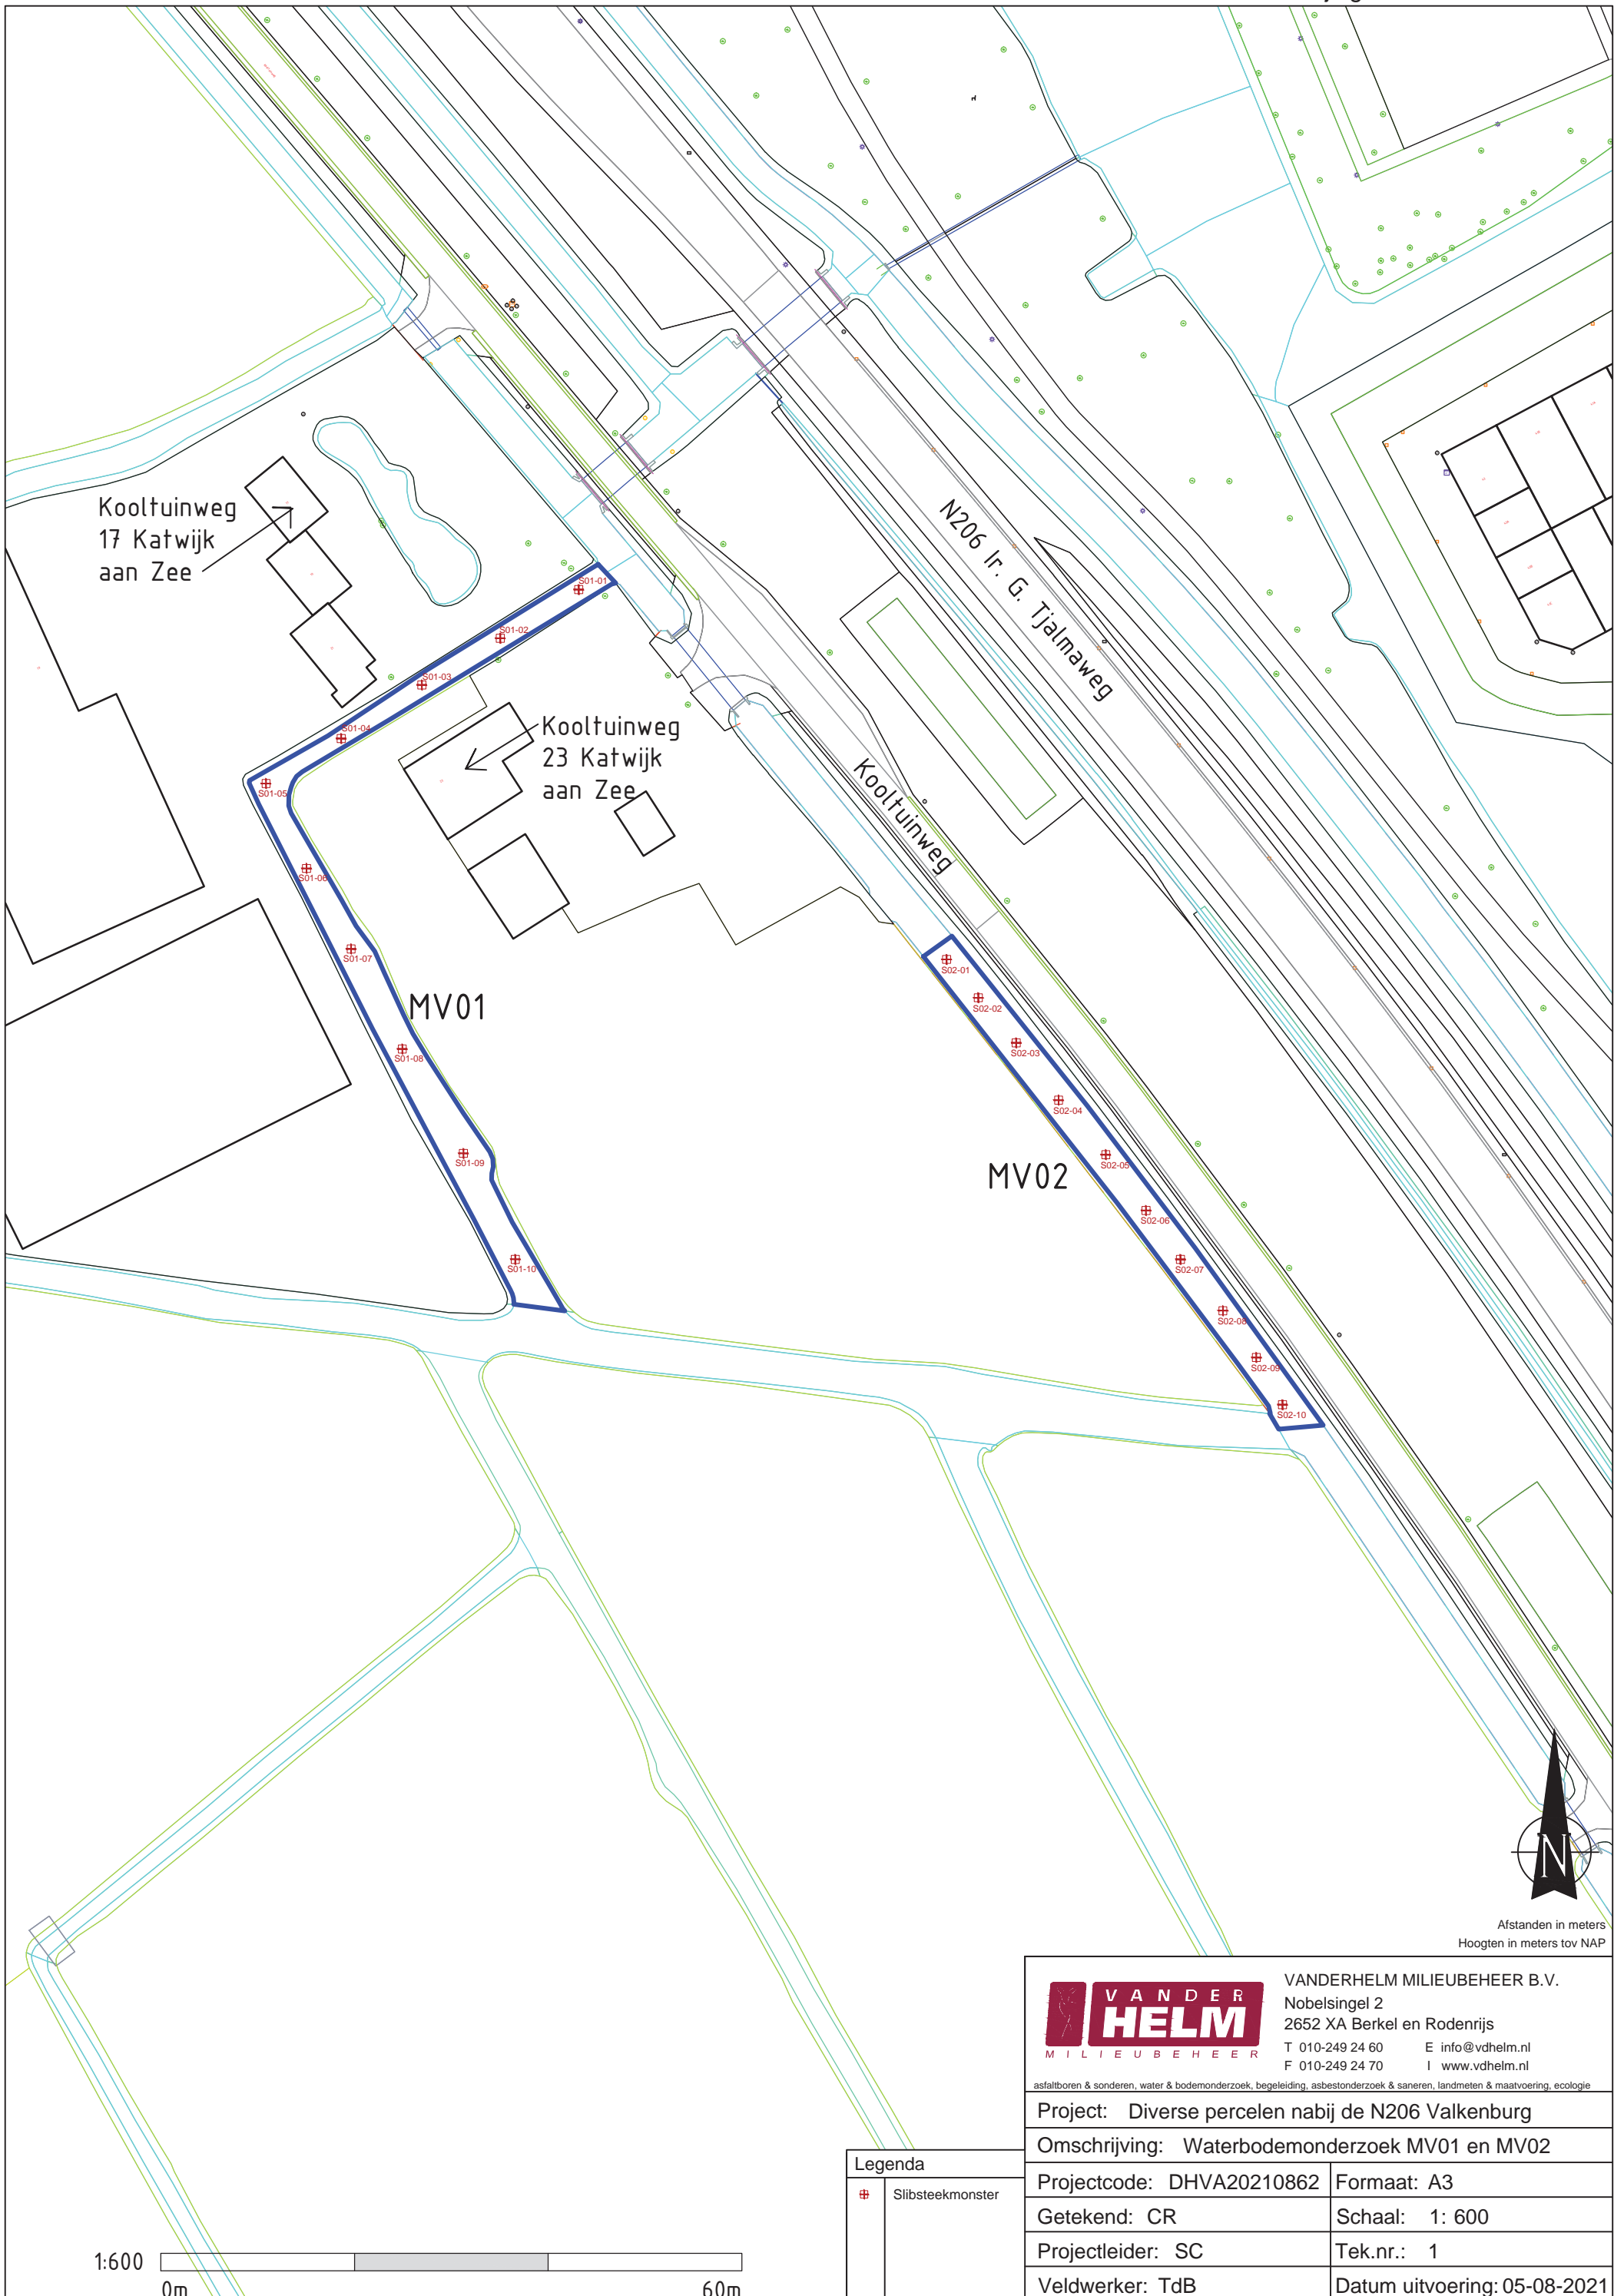 Kooltuinweg
17 Katwijk
aan Zee
S01-01
S01-02
S01-03
S01-04
S01-05
S01-06
S01-07
S01-08
S01-09
S01-10
Kooltuinweg
23 Katwijk
aan Zee
N206 Ir. G. Tjalmaweg
Kooltuinweg
MV01
MV02
S02-01
S02-02
S02-03
S02-04
S02-05
S02-06
S02-07
S02-08
S02-09
S02-10
N
Afstanden in meters
Hoogten in meters tov NAP
VANDER
HELM
MILIEUBEHEER
VANDERHELM MILIEUBEHEER B.V.
Nobelsingel 2
2652 XA Berkel en Rodenrijs
T 010-249 24 60 E info@vdhelm.nl
F 010-249 24 70 I www.vdhelm.nl
asfaltboren & sonderen, water & bodemonderzoek, begeleiding, asbestonderzoek & saneren, landmeten & maatvoering, ecologie
Project: Diverse percelen nabij de N206 Valkenburg
Omschrijving: Waterbodemonderzoek MV01 en MV02
Projectcode: DHVA20210862 Formaat: A3
Getekend: CR Schaal: 1: 600
Projectleider: SC Tek.nr.: 1
Veldwerker: TdB Datum uitvoering: 05-08-2021
Legenda
Slibsteekmonster
1:600
0m 60m